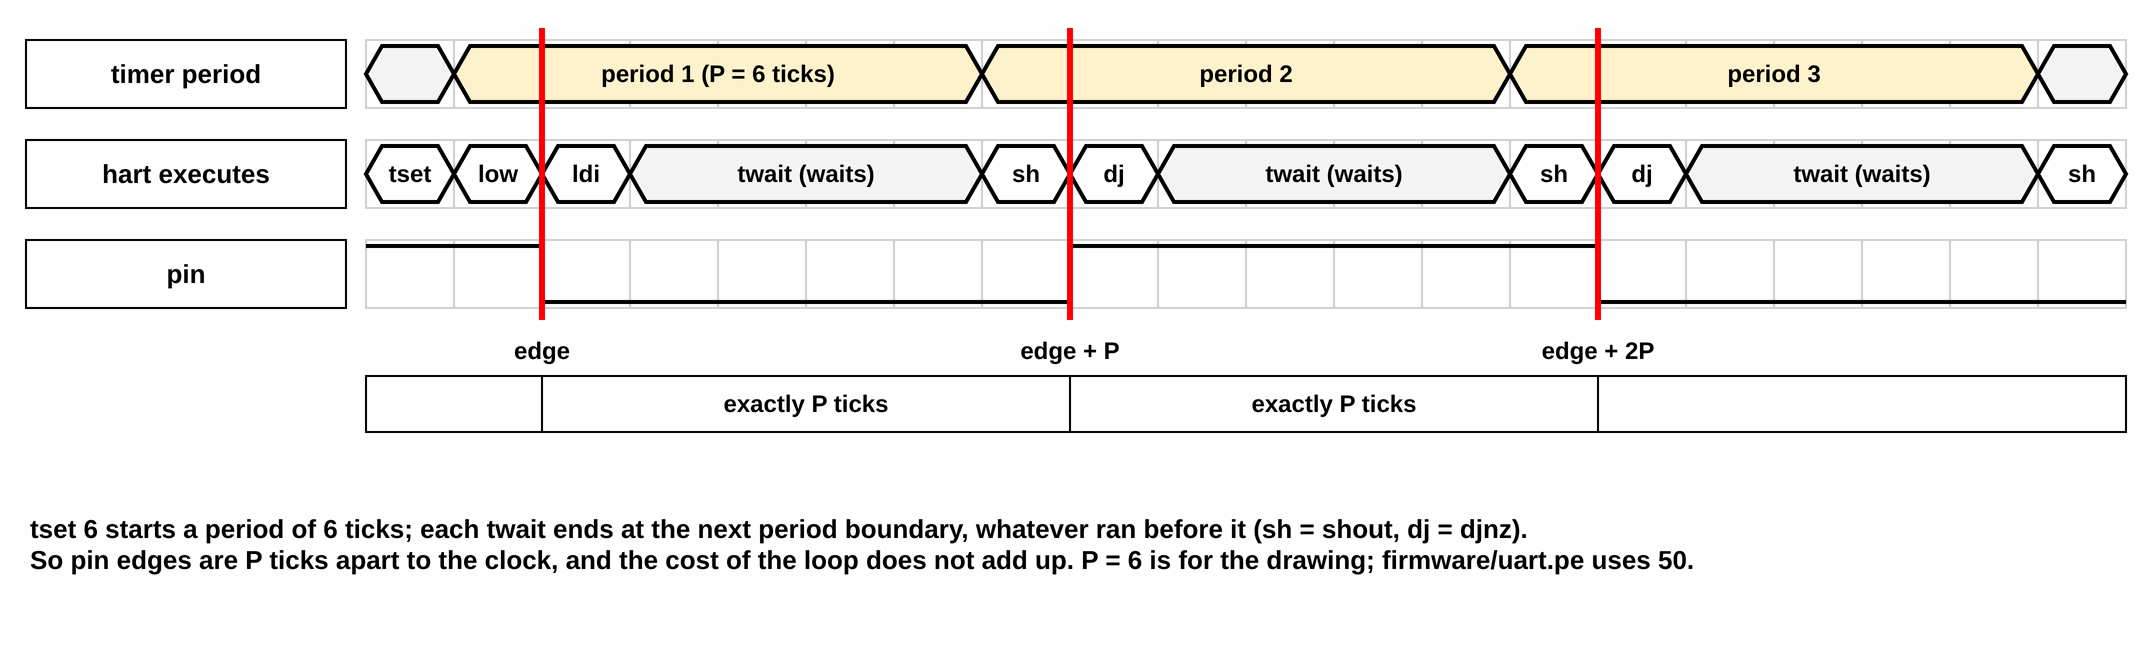 timer period
period 1 (P = 6 ticks)
period 2
period 3
hart executes
tset
low
ldi
twait (waits)
sh
dj
twait (waits)
sh
dj
twait (waits)
sh
pin
edge
edge + P
edge + 2P
exactly P ticks
exactly P ticks
tset 6 starts a period of 6 ticks; each twait ends at the next period boundary, whatever ran before it (sh = shout, dj = djnz).
So pin edges are P ticks apart to the clock, and the cost of the loop does not add up. P = 6 is for the drawing; firmware/uart.pe uses 50.